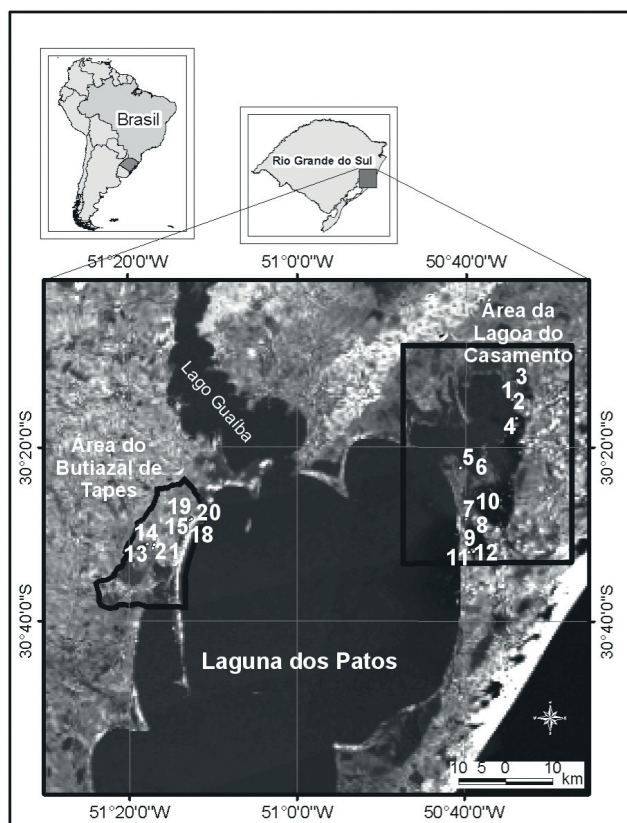 Brasil
Rio Grande do Sul
51°20'0"W
51°0'0"W
50°40'0"W
Área da
Lagoa do
Casamento
3
1
2
4
Lago Guaíba
30°20'0"S
30°20'0"S
Área do
Butiazal de
Tapes
5
6
19
20
15
18
14
13
21
10
7
8
9
11
12
30°40'0"S
30°40'0"S
Laguna dos Patos
10 5 0 10
km
51°20'0"W
51°0'0"W
50°40'0"W